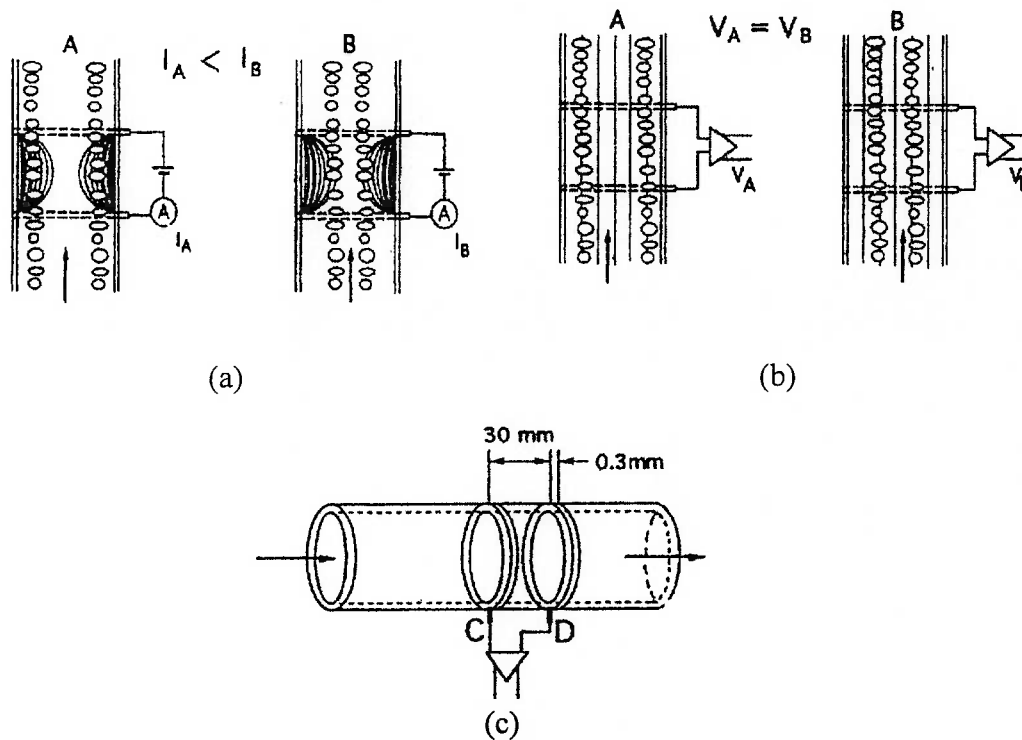 A
I_A < I_B
B
A
I_A
A
I_B
(a)
A
V_A = V_B
B
V_A
(b)
30 mm
0.3mm
C
D
(c)